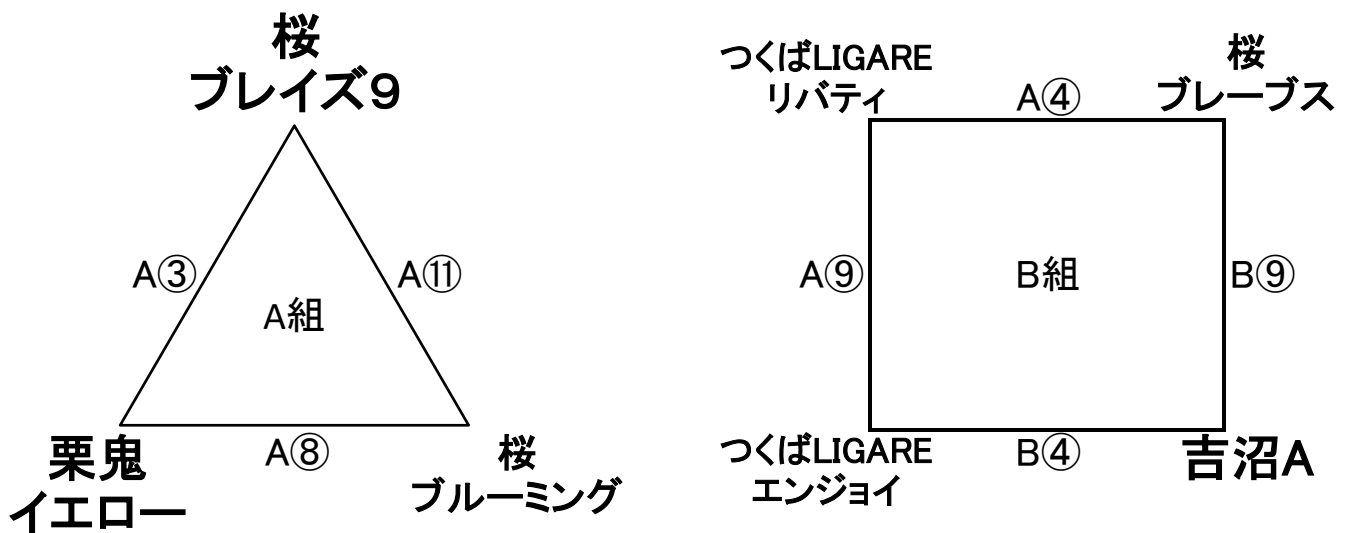 桜
ブレイズ9
A③
A⑪
A組
栗鬼
イエロー
A⑧
桜
ブルーミング
つくばLIGARE
リバティ
A④
桜
ブレーブス
A⑨
B組
B⑨
つくばLIGARE
エンジョイ
B④
吉沼A